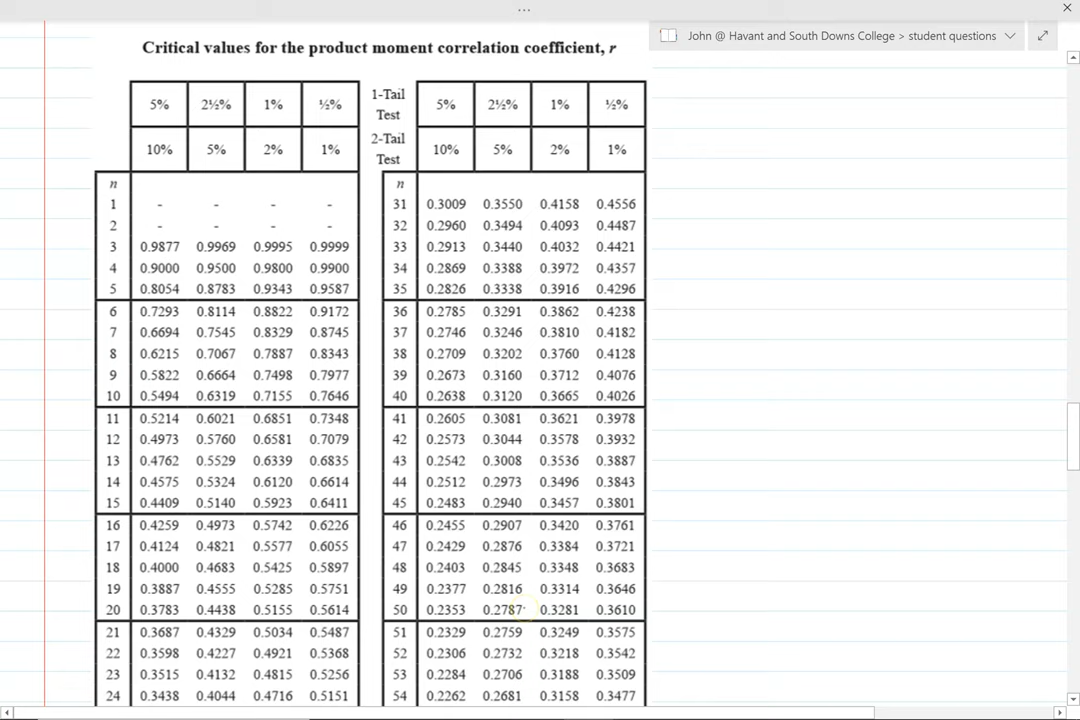 ...
John @ Havant and South Downs College > student questions
Critical values for the product moment correlation coefficient, r
5% 2½% 1% ½% 1-Tail Test 5% 2½% 1% ½%
10% 5% 2% 1% 2-Tail Test 10% 5% 2% 1%
n n
1 - - - - 31 0.3009 0.3550 0.4158 0.4556
2 - - - - 32 0.2960 0.3494 0.4093 0.4487
3 0.9877 0.9969 0.9995 0.9999 33 0.2913 0.3440 0.4032 0.4421
4 0.9000 0.9500 0.9800 0.9900 34 0.2869 0.3388 0.3972 0.4357
5 0.8054 0.8783 0.9343 0.9587 35 0.2826 0.3338 0.3916 0.4296
6 0.7293 0.8114 0.8822 0.9172 36 0.2785 0.3291 0.3862 0.4238
7 0.6694 0.7545 0.8329 0.8745 37 0.2746 0.3246 0.3810 0.4182
8 0.6215 0.7067 0.7887 0.8343 38 0.2709 0.3202 0.3760 0.4128
9 0.5822 0.6664 0.7498 0.7977 39 0.2673 0.3160 0.3712 0.4076
10 0.5494 0.6319 0.7155 0.7646 40 0.2638 0.3120 0.3665 0.4026
11 0.5214 0.6021 0.6851 0.7348 41 0.2605 0.3081 0.3621 0.3978
12 0.4973 0.5760 0.6581 0.7079 42 0.2573 0.3044 0.3578 0.3932
13 0.4762 0.5529 0.6339 0.6835 43 0.2542 0.3008 0.3536 0.3887
14 0.4575 0.5324 0.6120 0.6614 44 0.2512 0.2973 0.3496 0.3843
15 0.4409 0.5140 0.5923 0.6411 45 0.2483 0.2940 0.3457 0.3801
16 0.4259 0.4973 0.5742 0.6226 46 0.2455 0.2907 0.3420 0.3761
17 0.4124 0.4821 0.5577 0.6055 47 0.2429 0.2876 0.3384 0.3721
18 0.4000 0.4683 0.5425 0.5897 48 0.2403 0.2845 0.3348 0.3683
19 0.3887 0.4555 0.5285 0.5751 49 0.2377 0.2816 0.3314 0.3646
20 0.3783 0.4438 0.5155 0.5614 50 0.2353 0.2787 0.3281 0.3610
21 0.3687 0.4329 0.5034 0.5487 51 0.2329 0.2759 0.3249 0.3575
22 0.3598 0.4227 0.4921 0.5368 52 0.2306 0.2732 0.3218 0.3542
23 0.3515 0.4132 0.4815 0.5256 53 0.2284 0.2706 0.3188 0.3509
24 0.3438 0.4044 0.4716 0.5151 54 0.2262 0.2681 0.3158 0.3477